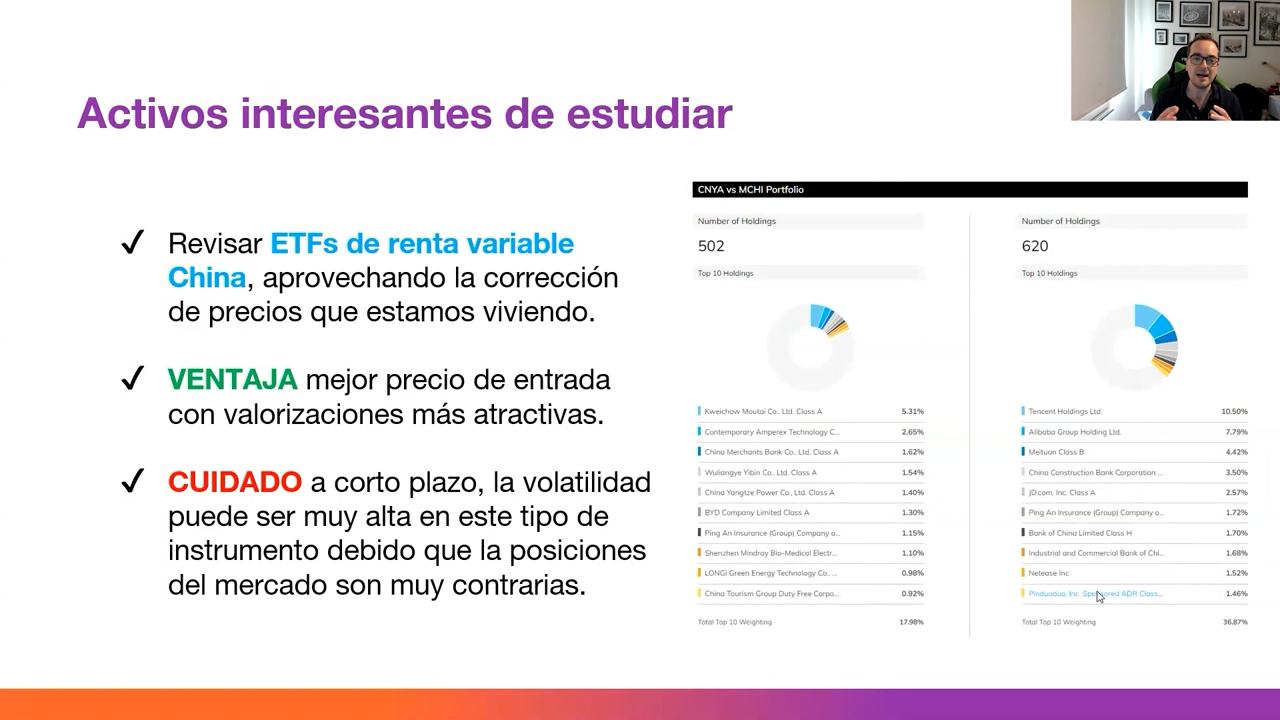 Activos interesantes de estudiar
✓ Revisar ETFs de renta variable
China, aprovechando la corrección
de precios que estamos viviendo.
✓ VENTAJA mejor precio de entrada
con valorizaciones más atractivas.
✓ CUIDADO a corto plazo, la volatilidad
puede ser muy alta en este tipo de
instrumento debido que la posiciones
del mercado son muy contrarias.
CNYA vs MCHI Portfolio
Number of Holdings
502
Top 10 Holdings
Kweichow Moutai Co., Ltd. Class A 5.31%
Contemporary Amperex Technology C... 2.65%
China Merchants Bank Co., Ltd. Class A 1.62%
Wuliangye Yibin Co., Ltd. Class A 1.54%
China Yangtze Power Co., Ltd. Class A 1.40%
BYD Company Limited Class A 1.30%
Ping An Insurance (Group) Company o... 1.15%
Shenzhen Mindray Bio-Medical Electr... 1.10%
LONGi Green Energy Technology Co., ... 0.98%
China Tourism Group Duty Free Corpo... 0.92%
Total Top 10 Weighting 17.98%
Number of Holdings
620
Top 10 Holdings
Tencent Holdings Ltd. 10.50%
Alibaba Group Holding Ltd. 7.79%
Meituan Class B 4.42%
China Construction Bank Corporation ... 3.50%
JD.com, Inc. Class A 2.57%
Ping An Insurance (Group) Company o... 1.72%
Bank of China Limited Class H 1.70%
Industrial and Commercial Bank of Chi... 1.68%
Netease Inc 1.52%
Pinduoduo, Inc. Sponsored ADR Class... 1.46%
Total Top 10 Weighting 36.87%